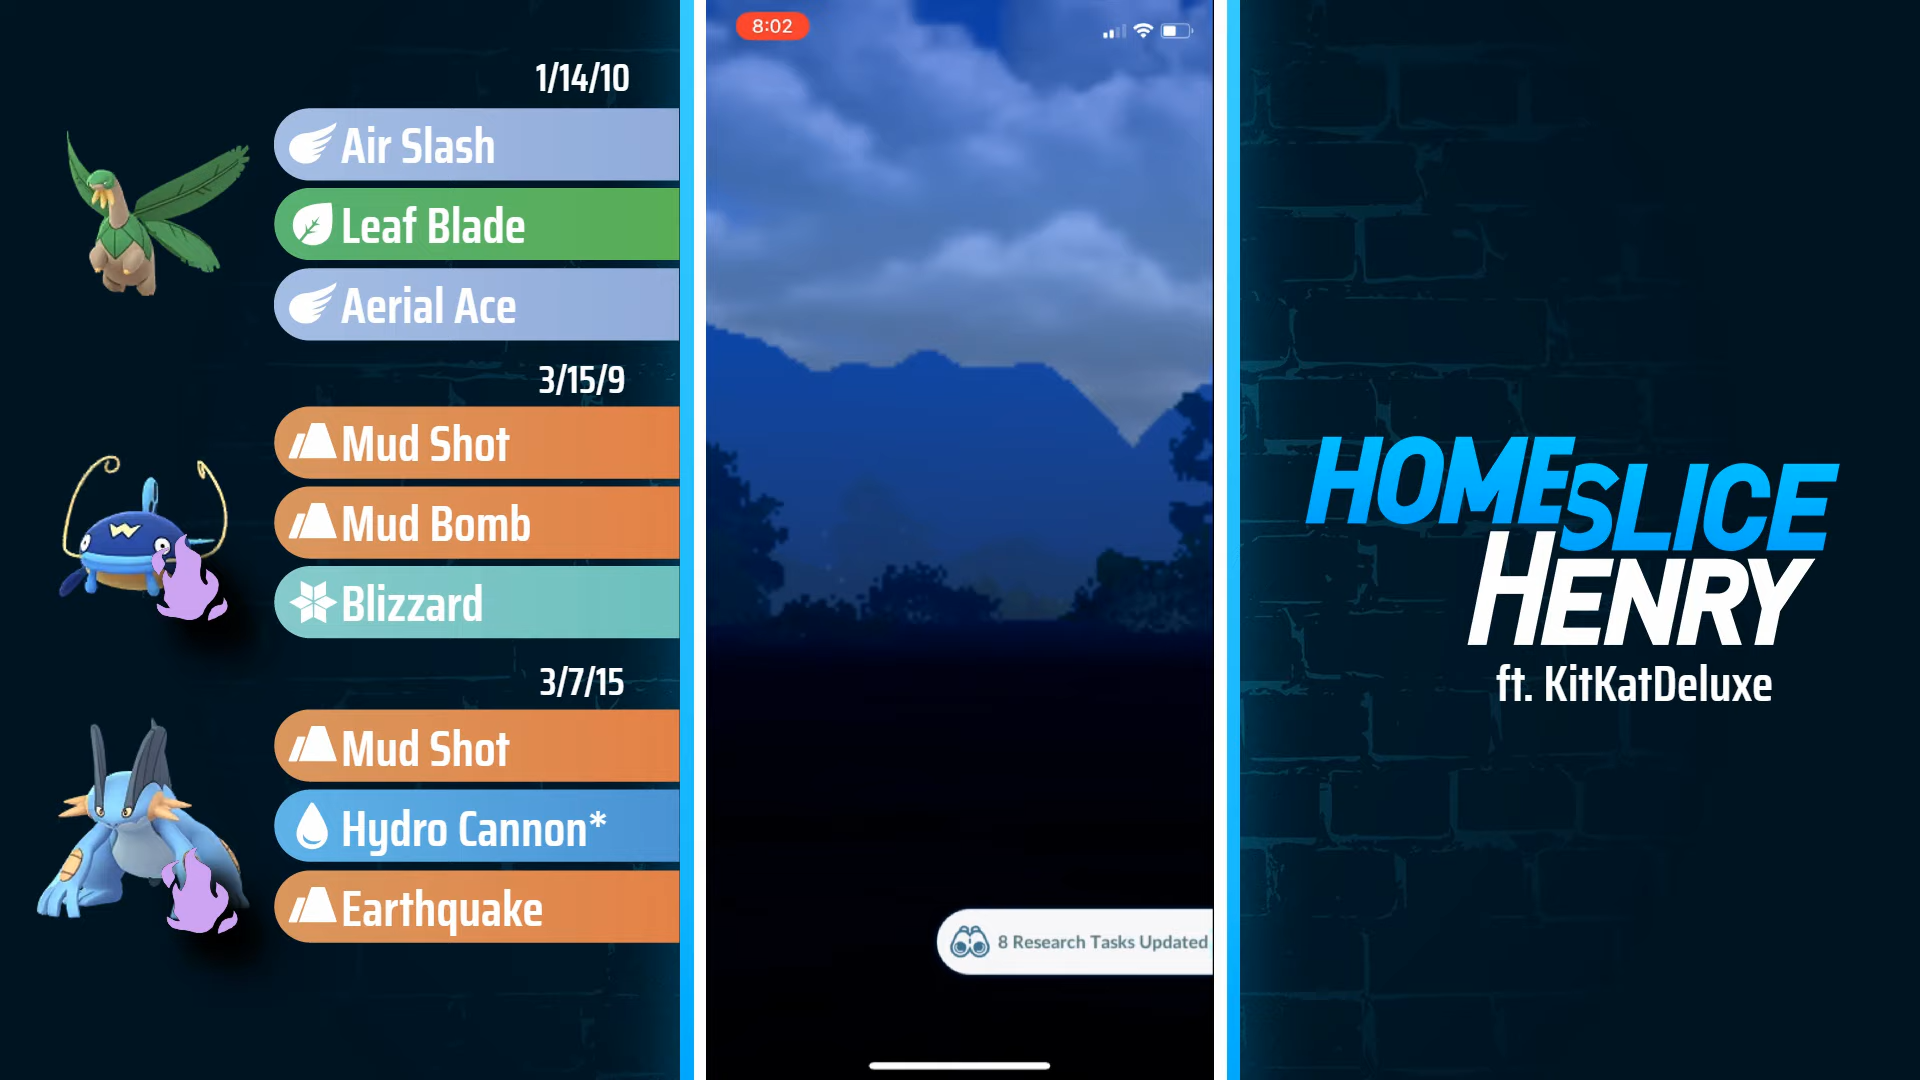 1/14/10
Air Slash
Leaf Blade
Aerial Ace
3/15/9
Mud Shot
Mud Bomb
Blizzard
3/7/15
Mud Shot
Hydro Cannon*
Earthquake
8:02
8 Research Tasks Updated
HOMESLICE
HENRY
ft. KitKatDeluxe